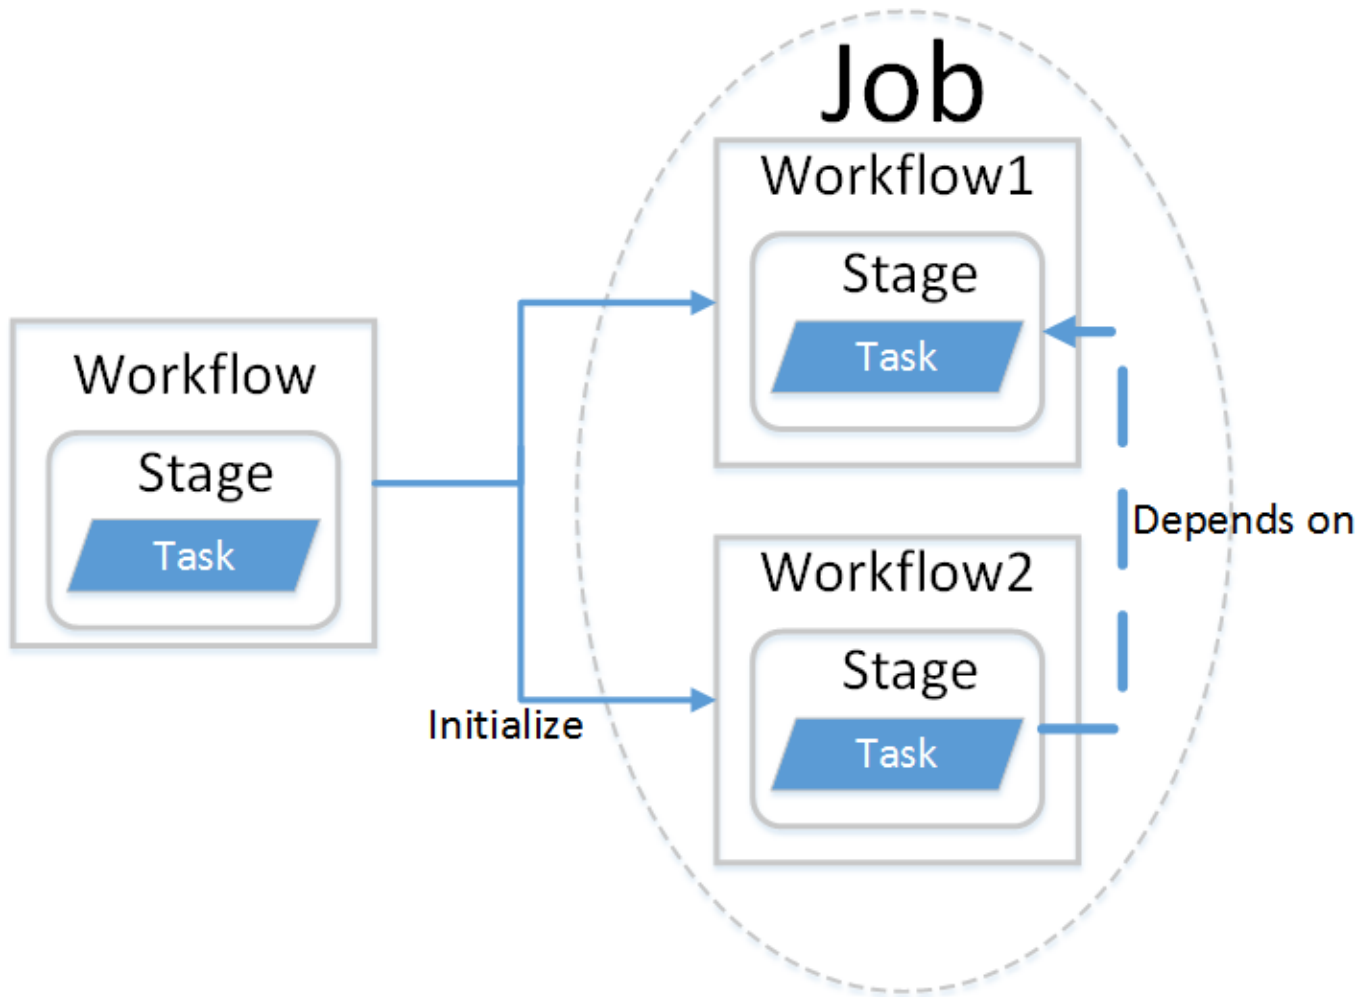 Job
Workflow1
Stage
Task
Workflow
Stage
Task
Depends on
Workflow2
Stage
Task
Initialize